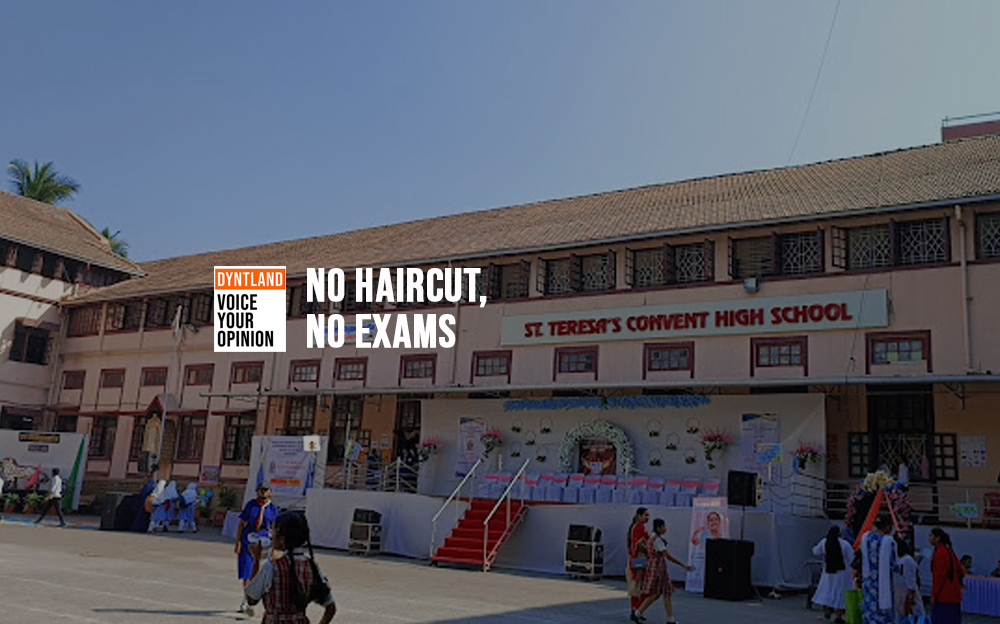 DYNTLAND
VOICE
YOUR
OPINION
NO HAIRCUT,
NO EXAMS
ST. TERESA'S CONVENT HIGH SCHOOL